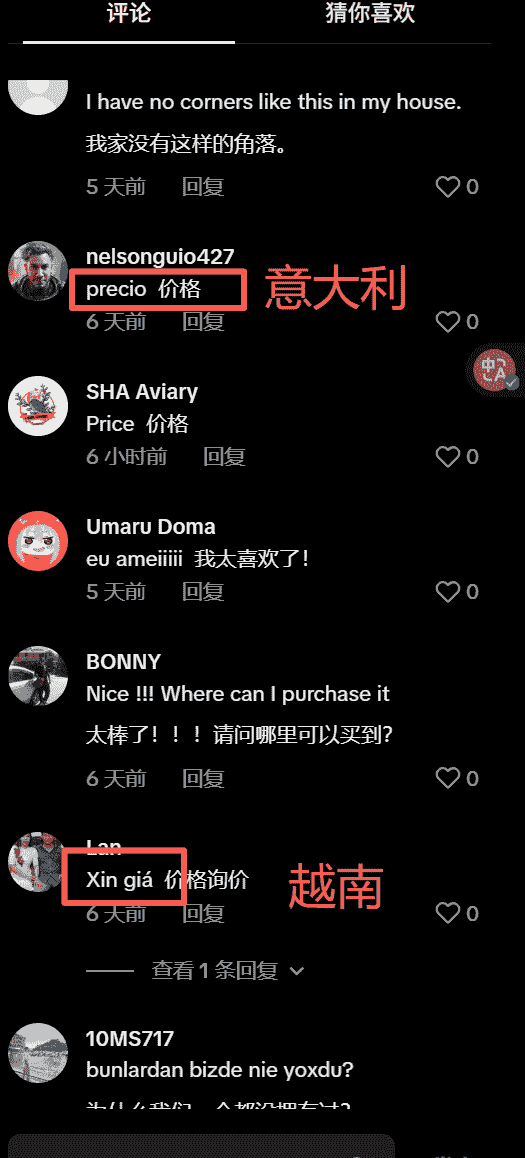 评论 猜你喜欢
I have no corners like this in my house.
我家没有这样的角落。
5 天前 回复 0
nelsonguio427
precio 价格 意大利
6 天前 回复 0
中A
SHA Aviary
Price 价格
6 小时前 回复 0
Umaru Doma
eu ameiiiii 我太喜欢了!
5 天前 回复 0
BONNY
Nice !!! Where can I purchase it
太棒了!!! 请问哪里可以买到?
6 天前 回复 0
Lan
Xin giá 价格询价 越南
6 天前 回复 0
查看 1 条回复
10MS717
bunlardan bizde nie yoxdu?